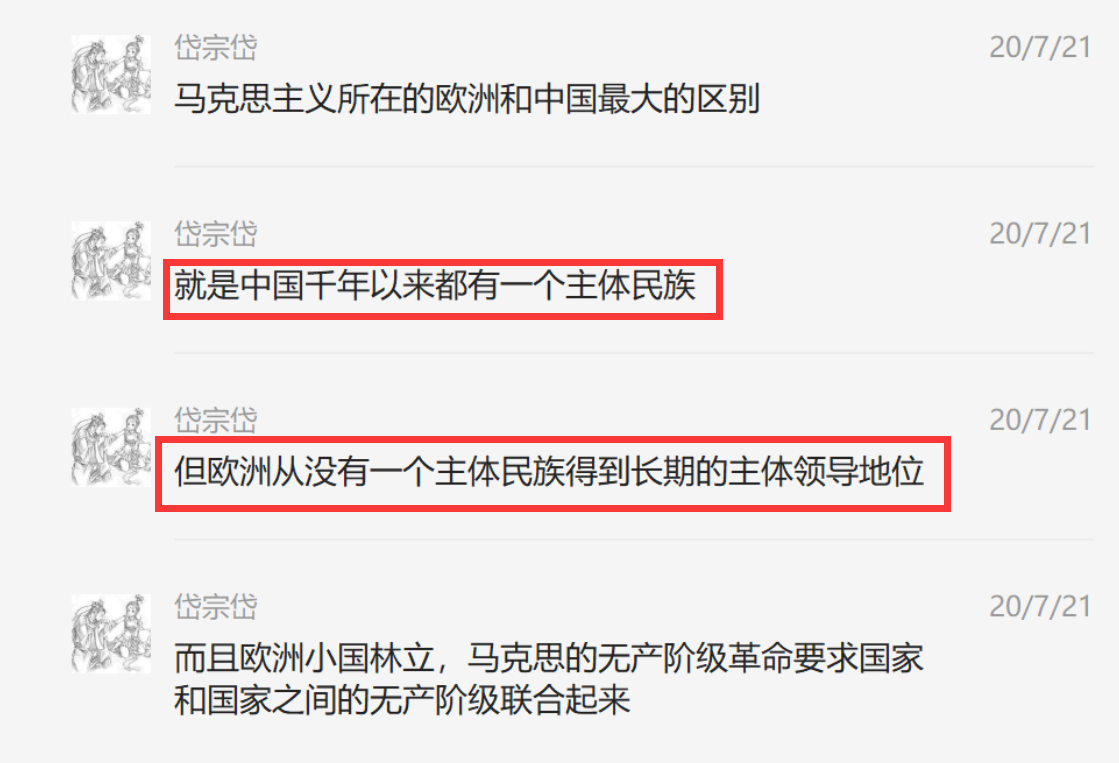 岱宗岱
20/7/21
马克思主义所在的欧洲和中国最大的区别
岱宗岱
20/7/21
就是中国千年以来都有一个主体民族
岱宗岱
20/7/21
但欧洲从没有一个主体民族得到长期的主体领导地位
岱宗岱
20/7/21
而且欧洲小国林立，马克思的无产阶级革命要求国家
和国家之间的无产阶级联合起来